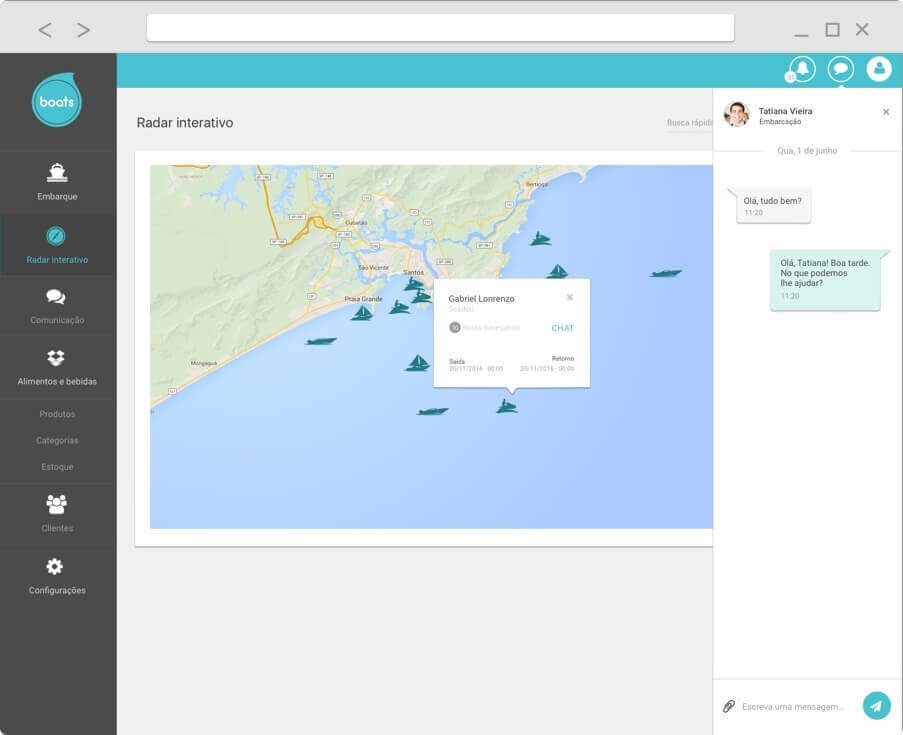 boats
Embarque
Radar interativo
Comunicação
Alimentos e bebidas
Produtos
Categorias
Estoque
Clientes
Configurações
31
Radar interativo
Busca rápida
Bertioga
Cubatão
São Vicente
Santos
Praia Grande
Mongaguá
Gabriel Lonrenzo
CHAT
Saída
Retorno
20/11/2016 - 00:00
20/11/2016 - 00:00
Tatiana Vieira
Embarcação
Qua, 1 de junho
Olá, tudo bem?
11:20
Olá, Tatiana! Boa tarde.
No que podemos
lhe ajudar?
11:20
Escreva uma mensagem...